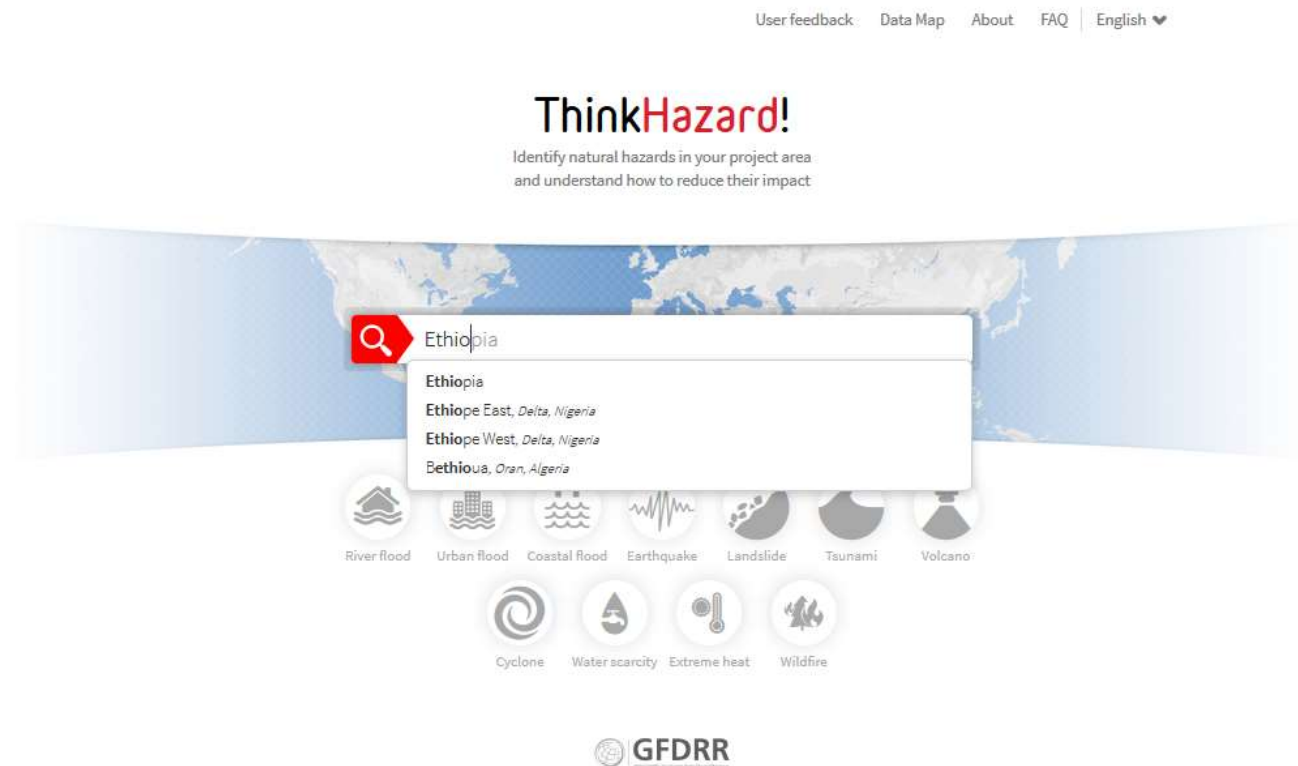 User feedback Data Map About FAQ English
ThinkHazard!
Identify natural hazards in your project area
and understand how to reduce their impact
Ethiopia
Ethiopia
Ethiope East, Delta, Nigeria
Ethiope West, Delta, Nigeria
Bethioua, Oran, Algeria
River flood Urban flood Coastal flood Earthquake Landslide Tsunami Volcano
Cyclone Water scarcity Extreme heat Wildfire
GFDRR